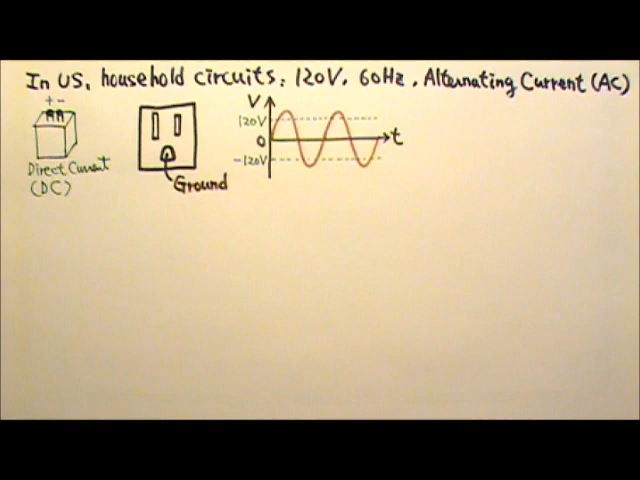 In US, household circuits: 120V, 60Hz, Alternating Current (AC)
+ -
Direct Current
(DC)
Ground
V
120V
0
-120V
t